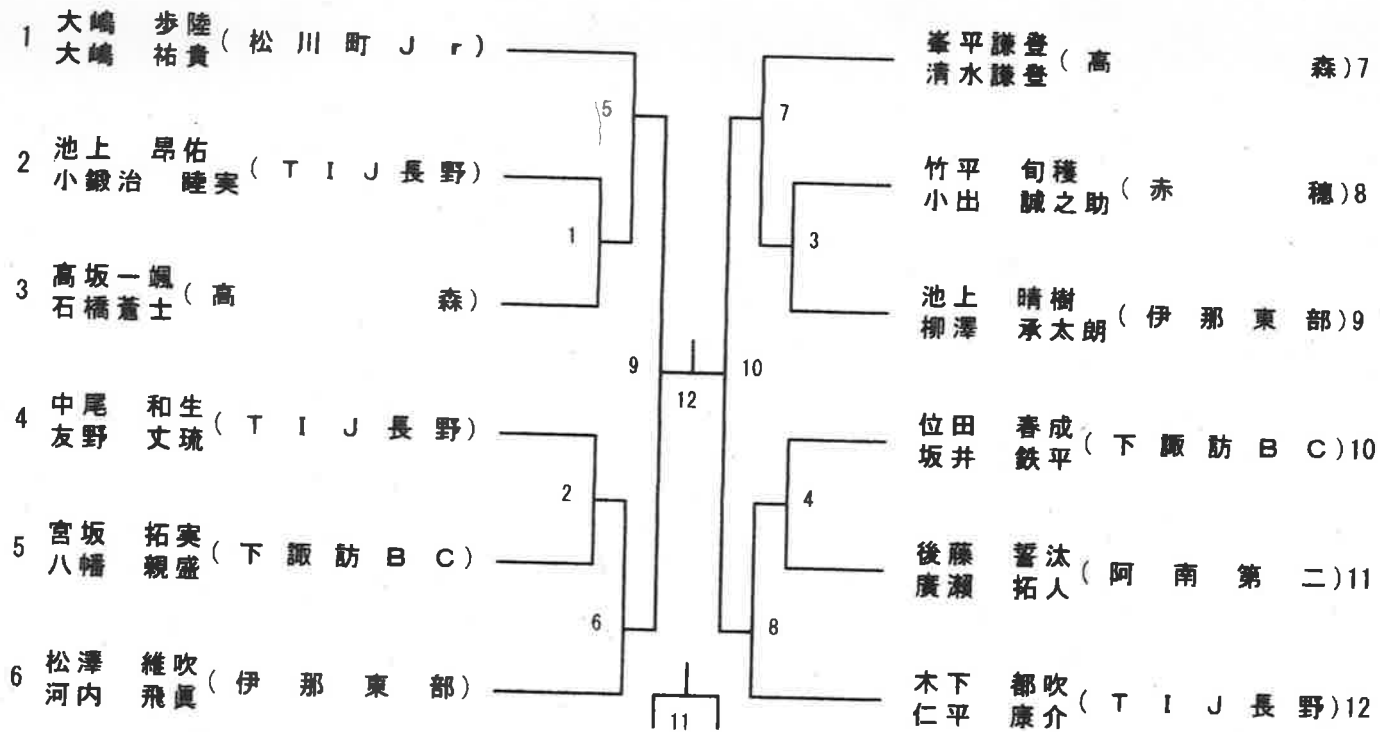 1 大嶋 歩陸
大嶋 祐貴 (松川町Jr)
2 池上 昂佑
小鍛治 睦実 (TIJ長野)
3 高坂一颯
石橋蒼士 (高 森)
4 中尾 和生
友野 丈琉 (TIJ長野)
5 宮坂 拓実
八幡 親盛 (下諏訪BC)
6 松澤 維吹
河内 飛眞 (伊那東部)
5
1
9
2
6
12
11
7
3
10
4
8
峯平謙登
清水謙登 (高 森)7
竹平 旬穫
小出 誠之助 (赤 穂)8
池上 晴樹
柳澤 承太朗 (伊那東部)9
位田 春成
坂井 鉄平 (下諏訪BC)10
後藤 誓汰
廣瀬 拓人 (阿南第二)11
木下 都吹
仁平 康介 (TIJ長野)12